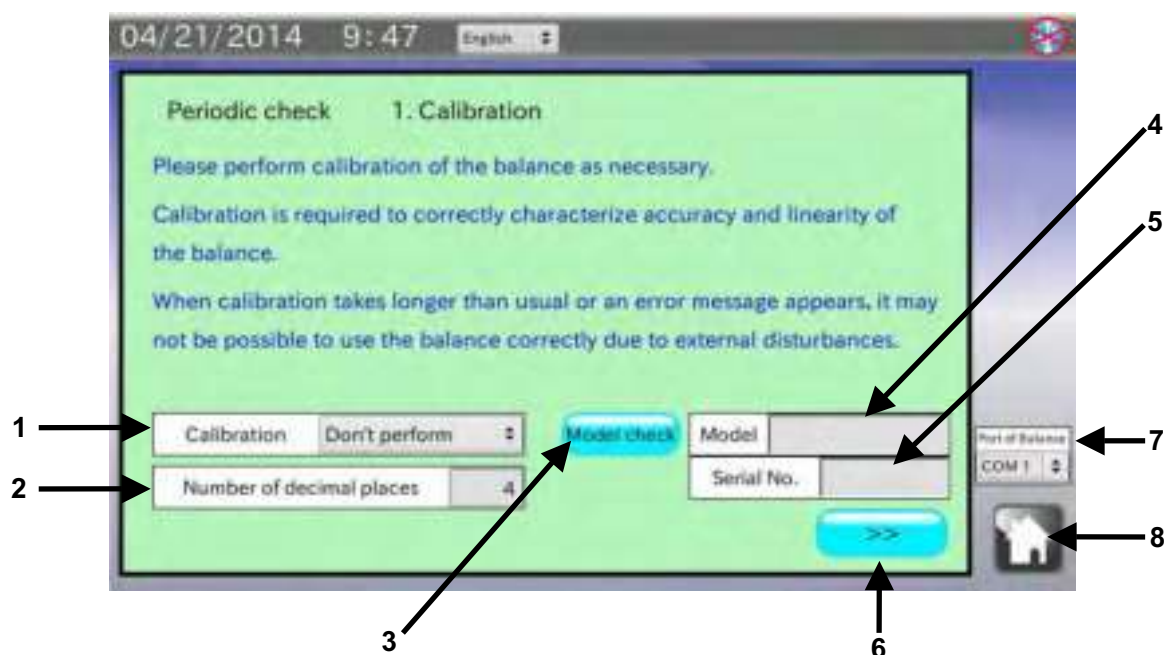 04/21/2014 9:47 English
Periodic check 1. Calibration
Please perform calibration of the balance as necessary.
Calibration is required to correctly characterize accuracy and linearity of
the balance.
When calibration takes longer than usual or an error message appears, it may
not be possible to use the balance correctly due to external disturbances.
4
5
1
Calibration Don't perform
Model check
Model
7
Port of Balance
COM 1
2
Number of decimal places 4
Serial No.
>>
8
3
6